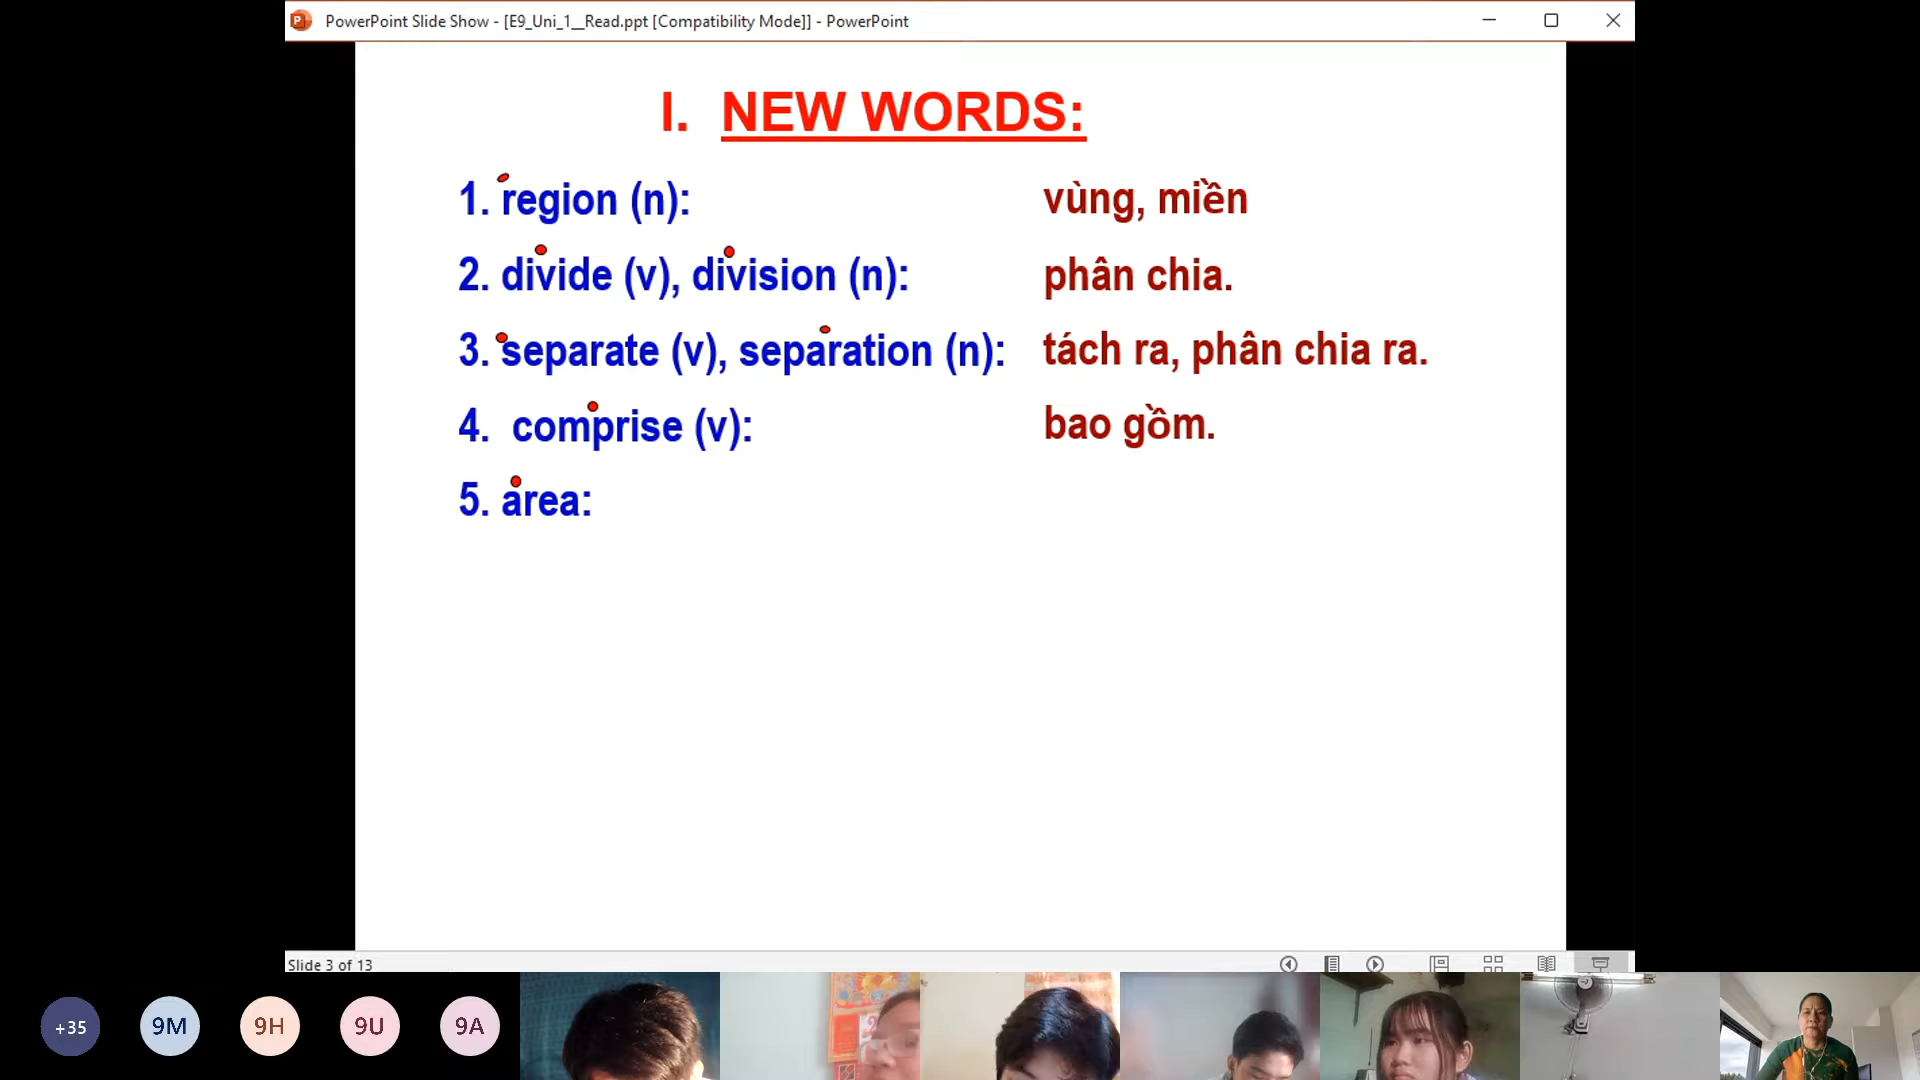 PowerPoint Slide Show - [E9_Uni_1__Read.ppt [Compatibility Mode]] - PowerPoint
I. NEW WORDS:
1. region (n): vùng, miền
2. divide (v), division (n): phân chia.
3. separate (v), separation (n): tách ra, phân chia ra.
4. comprise (v): bao gồm.
5. area:
Slide 3 of 13
+35 9M 9H 9U 9A